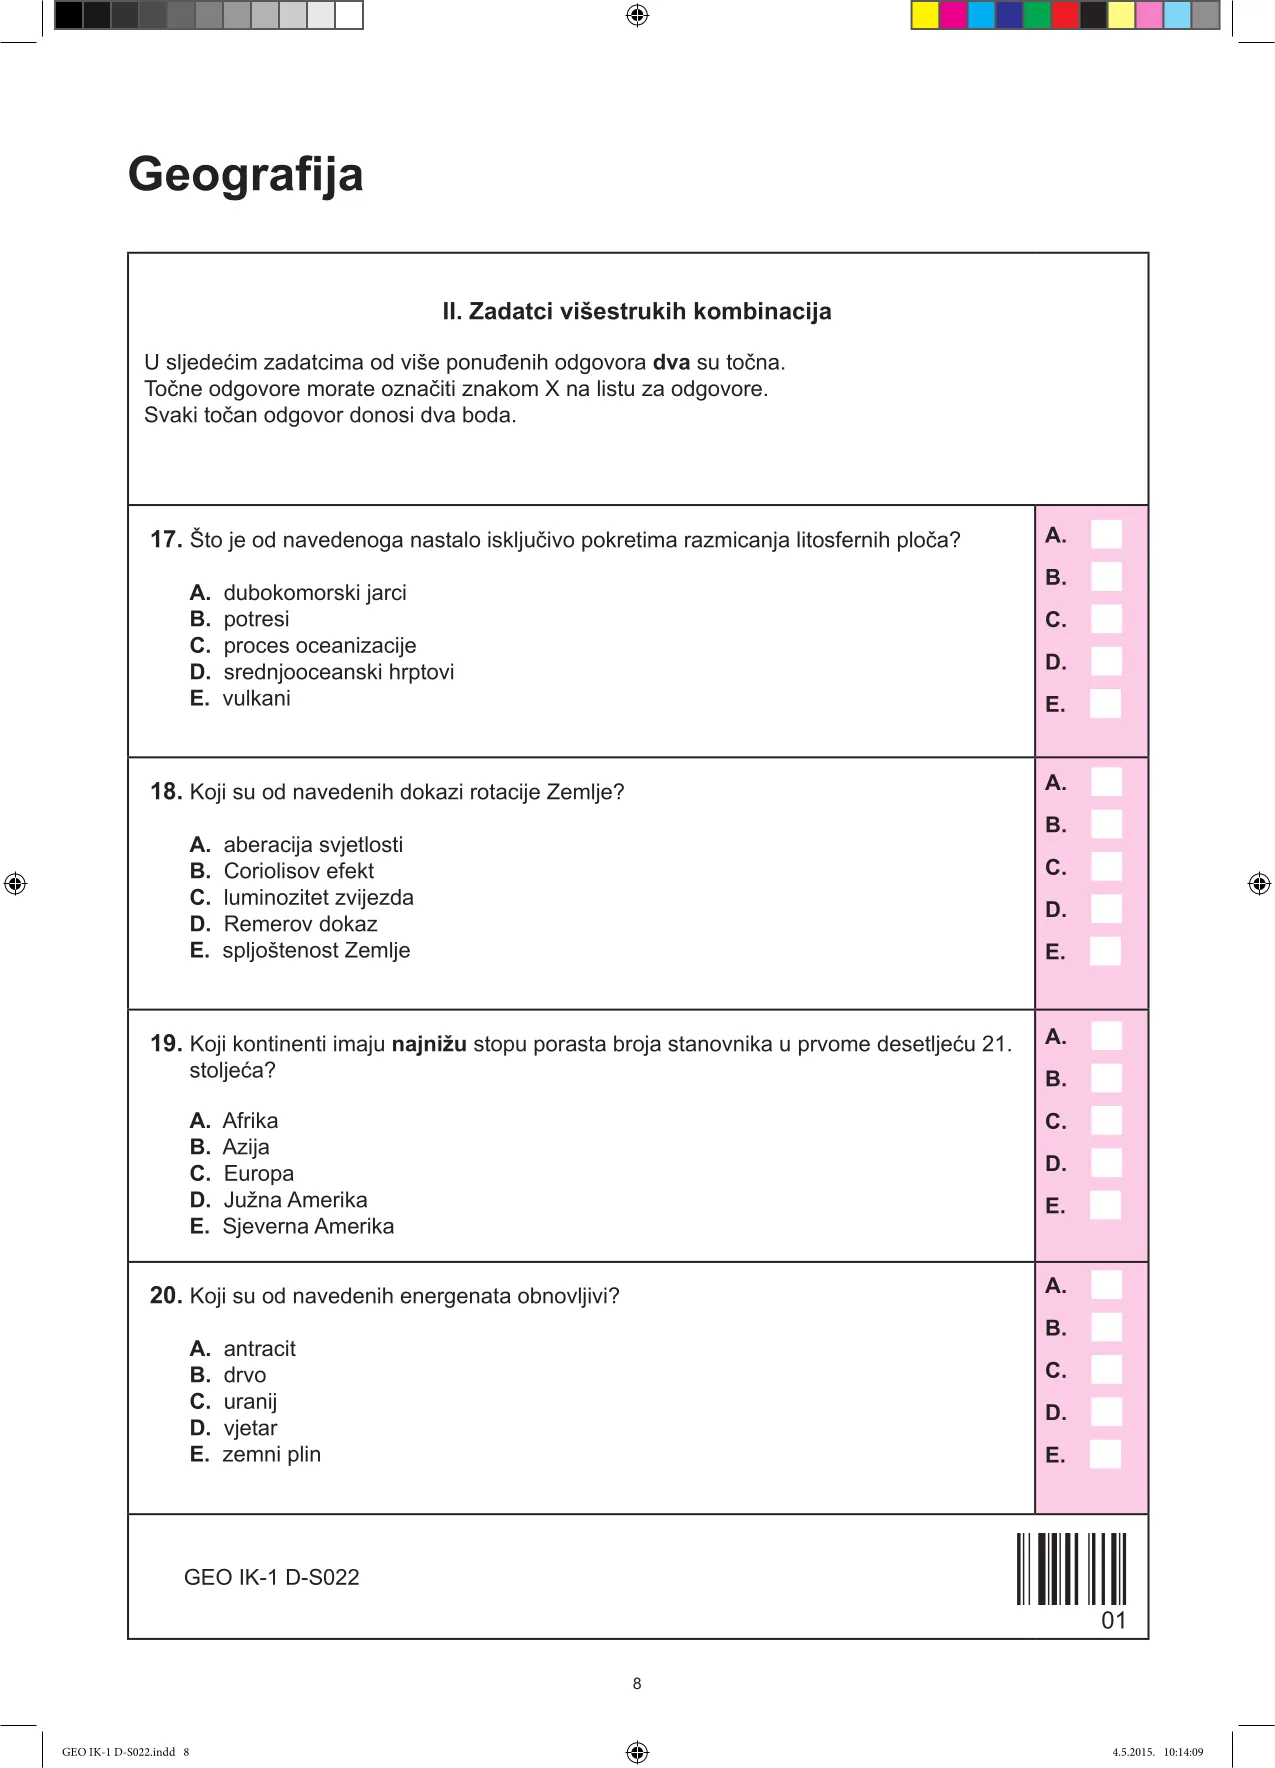 Geografija
II. Zadatci višestrukih kombinacija
U sljedećim zadatcima od više ponuđenih odgovora dva su točna.
Točne odgovore morate označiti znakom X na listu za odgovore.
Svaki točan odgovor donosi dva boda.
17. Što je od navedenoga nastalo isključivo pokretima razmicanja litosfernih ploča?
A. dubokomorski jarci
B. potresi
C. proces oceanizacije
D. srednjooceanski hrptovi
E. vulkani
A.
B.
C.
D.
E.
18. Koji su od navedenih dokazi rotacije Zemlje?
A. aberacija svjetlosti
B. Coriolisov efekt
C. luminozitet zvijezda
D. Remerov dokaz
E. spljoštenost Zemlje
A.
B.
C.
D.
E.
19. Koji kontinenti imaju najnižu stopu porasta broja stanovnika u prvome desetljeću 21.
stoljeća?
A. Afrika
B. Azija
C. Europa
D. Južna Amerika
E. Sjeverna Amerika
A.
B.
C.
D.
E.
20. Koji su od navedenih energenata obnovljivi?
A. antracit
B. drvo
C. uranij
D. vjetar
E. zemni plin
A.
B.
C.
D.
E.
GEO IK-1 D-S022
01
8
GEO IK-1 D-S022.indd 8
4.5.2015. 10:14:09